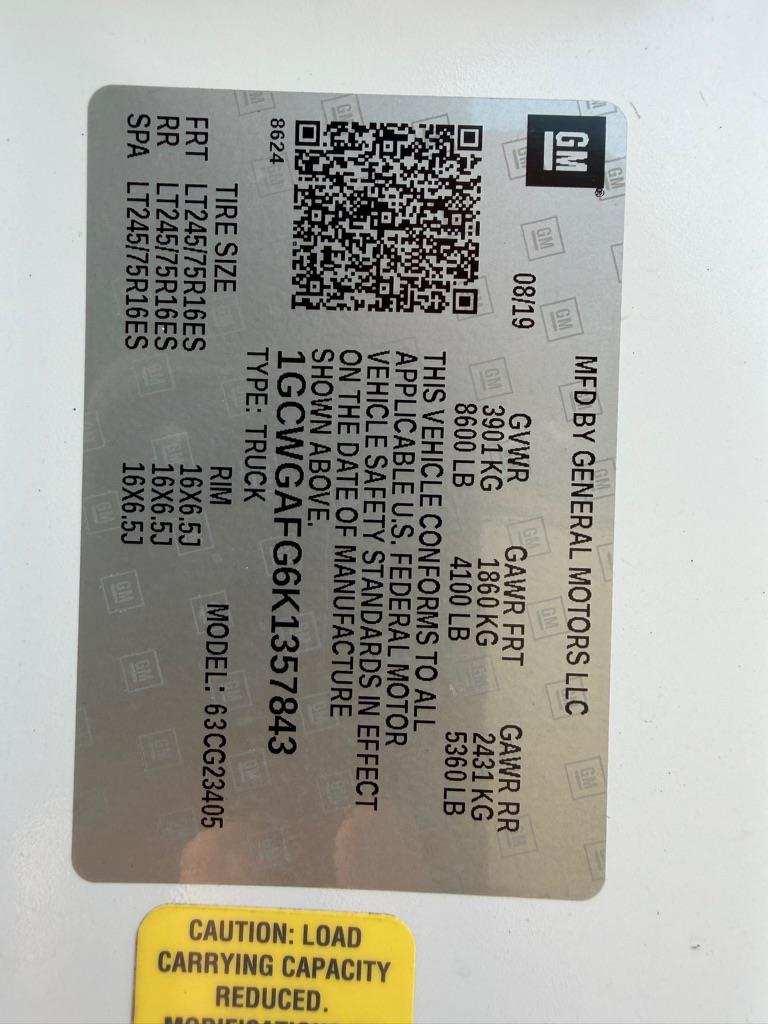 GM
MFD BY GENERAL MOTORS LLC
08/19
GVWR GAWR FRT GAWR RR
3901 KG 1860 KG 2431 KG
8600 LB 4100 LB 5360 LB
THIS VEHICLE CONFORMS TO ALL
APPLICABLE U.S. FEDERAL MOTOR
VEHICLE SAFETY STANDARDS IN EFFECT
ON THE DATE OF MANUFACTURE
SHOWN ABOVE.
1GCWGAFG6K1357843
8624
TYPE: TRUCK
MODEL: 63CG23405
TIRE SIZE RIM
FRT LT245/75R16ES 16X6.5J
RR LT245/75R16ES 16X6.5J
SPA LT245/75R16ES 16X6.5J
CAUTION: LOAD
CARRYING CAPACITY
REDUCED.